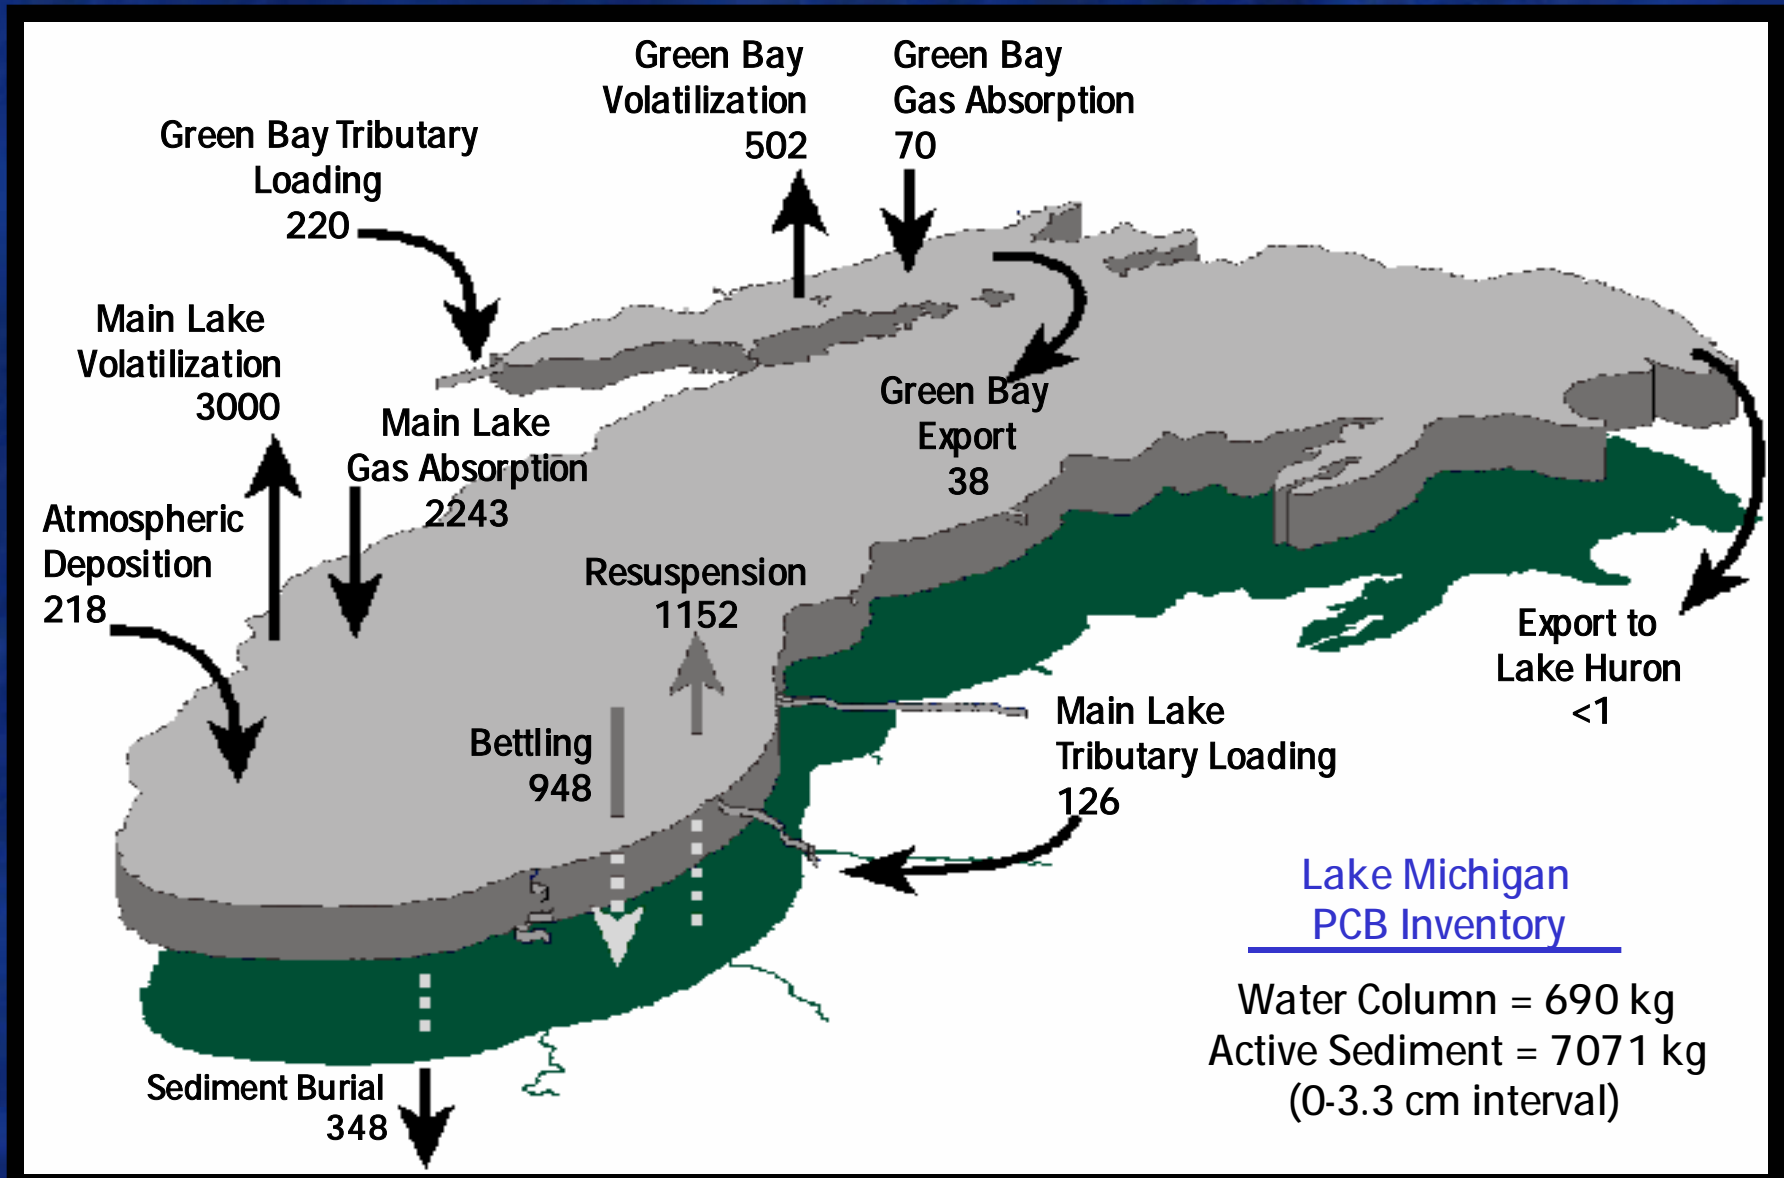 Green Bay
Volatilization
502
Green Bay
Gas Absorption
70
Green Bay Tributary
Loading
220
Main Lake
Volatilization
3000
Main Lake
Gas Absorption
2243
Green Bay
Export
38
Atmospheric
Deposition
218
Resuspension
1152
Export to
Lake Huron
<1
Bettling
948
Main Lake
Tributary Loading
126
Lake Michigan
PCB Inventory
Water Column = 690 kg
Active Sediment = 7071 kg
(0-3.3 cm interval)
Sediment Burial
348